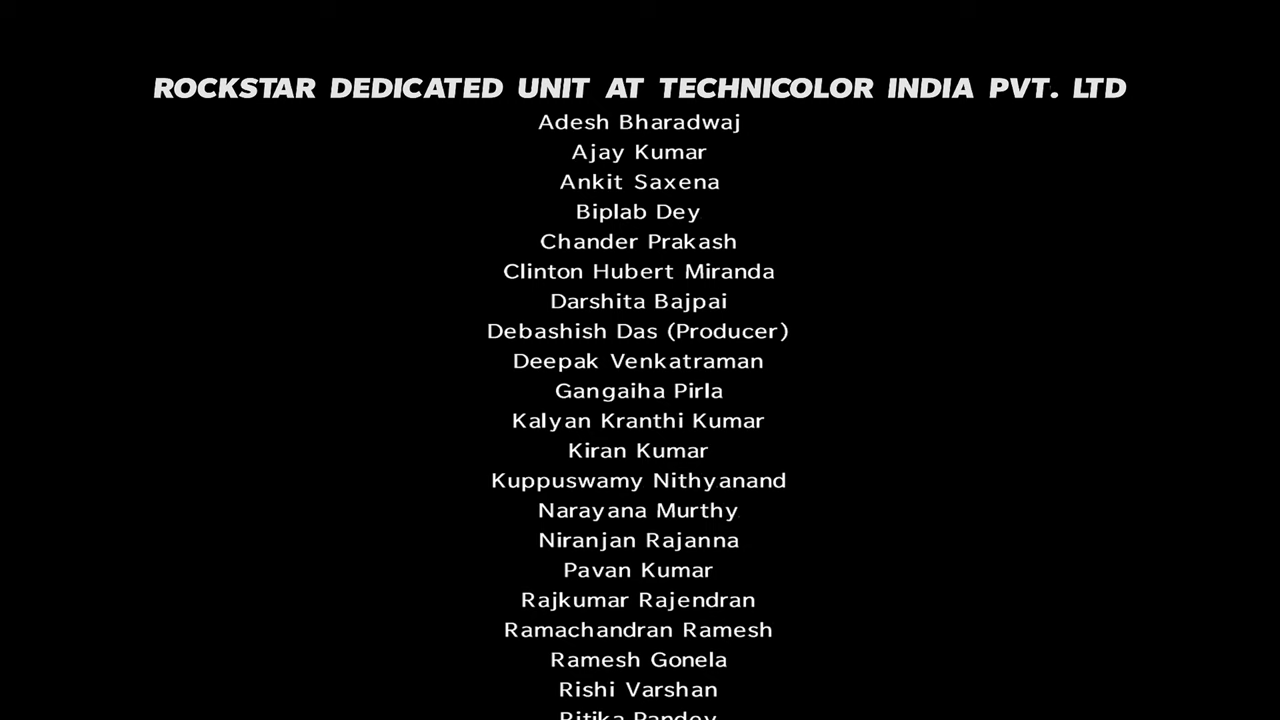 ROCKSTAR DEDICATED UNIT AT TECHNICOLOR INDIA PVT. LTD
Adesh Bharadwaj
Ajay Kumar
Ankit Saxena
Biplab Dey
Chander Prakash
Clinton Hubert Miranda
Darshita Bajpai
Debashish Das (Producer)
Deepak Venkatraman
Gangaiha Pirla
Kalyan Kranthi Kumar
Kiran Kumar
Kuppuswamy Nithyanand
Narayana Murthy
Niranjan Rajanna
Pavan Kumar
Rajkumar Rajendran
Ramachandran Ramesh
Ramesh Gonela
Rishi Varshan
Ritika Pandey